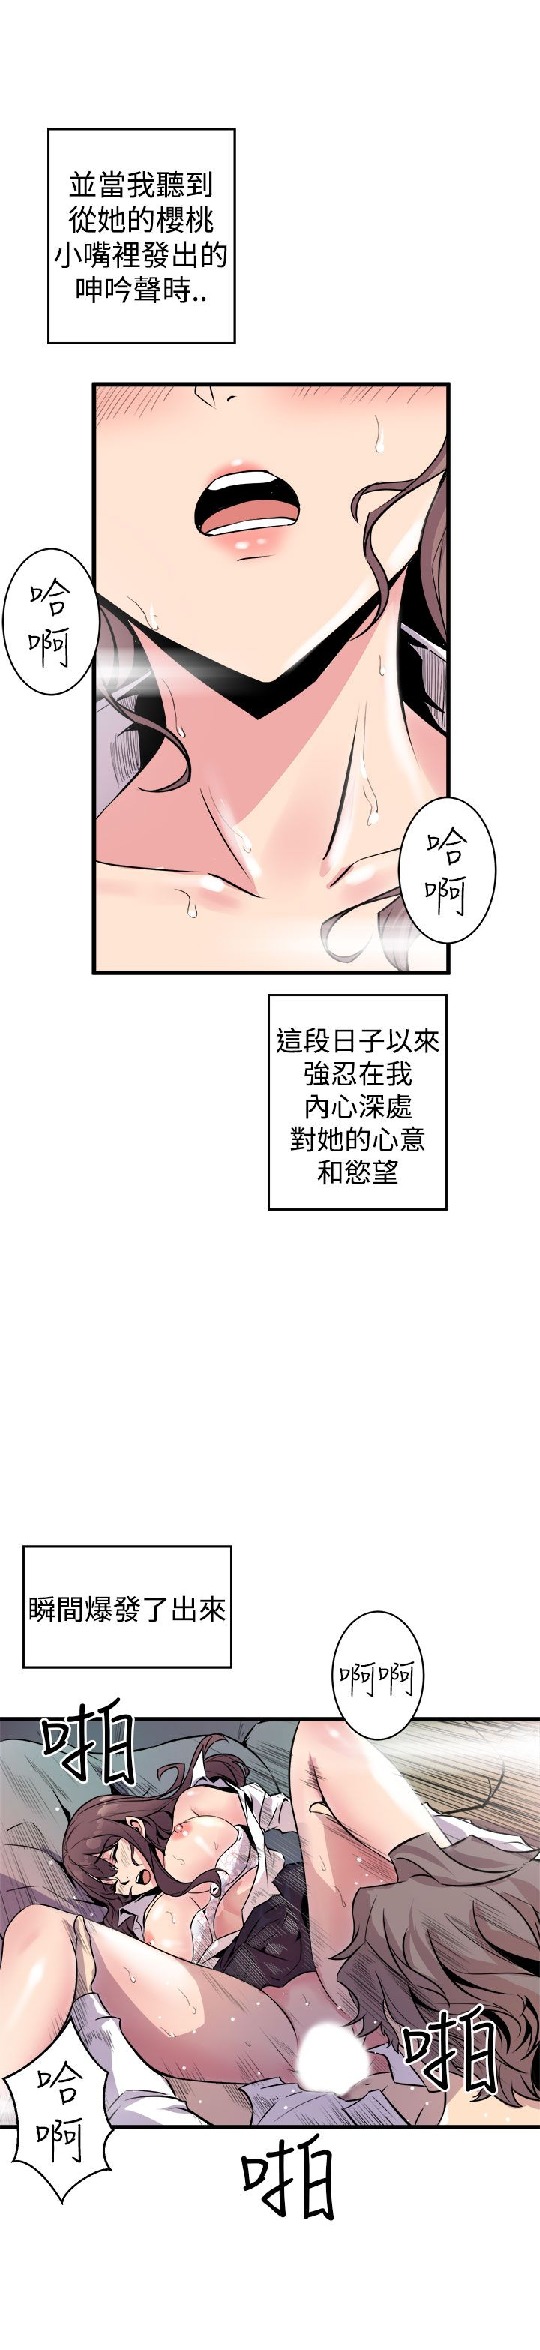 並當我聽到
從她的櫻桃
小嘴裡發出的
呻吟聲時..
哈
啊
哈
啊
這段日子以來
強忍在我
內心深處
對她的心意
和慾望
瞬間爆發了出來
啊啊
啪
啪
哈
啊
啪